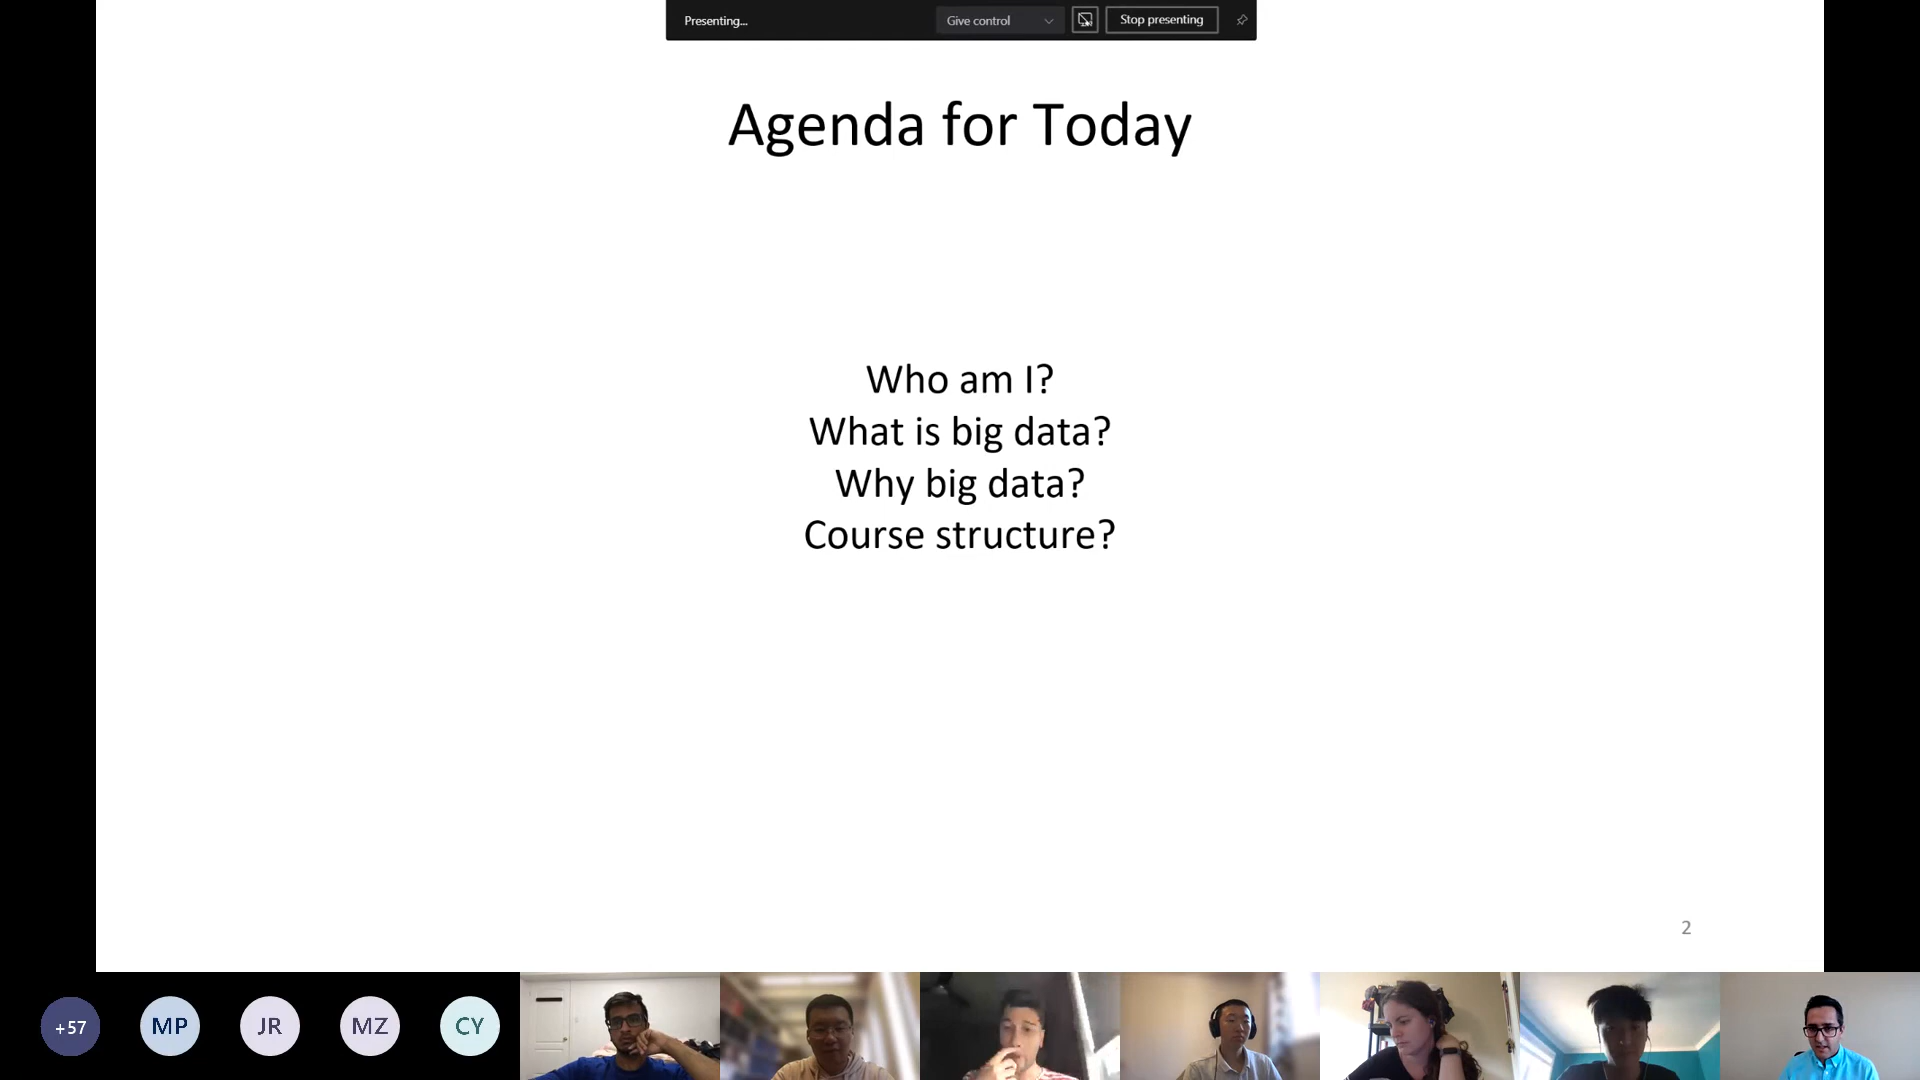 Presenting...
Give control
Stop presenting
Agenda for Today
Who am I?
What is big data?
Why big data?
Course structure?
2
+57
MP
JR
MZ
CY